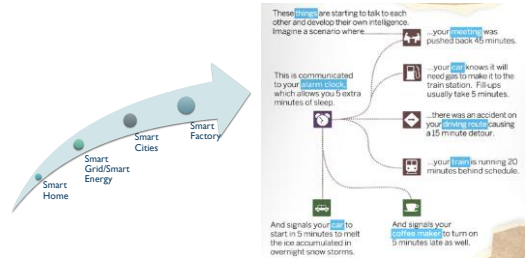 Smart
Home
Smart
Grid/Smart
Energy
Smart
Cities
Smart
Factory
These things are starting to talk to each
other and develop their own intelligence.
Imagine a scenario where...
...your meeting was
pushed back 45 minutes.
...your car knows it will
need gas to make it to the
train station. Fill-ups
usually take 5 minutes.
This is communicated
to your alarm clock,
which allows you 5 extra
minutes of sleep.
...there was an accident on
your driving route causing
a 15 minute detour.
...your train is running 20
minutes behind schedule.
And signals your car to
start in 5 minutes to melt
the ice accumulated in
overnight snow storms.
And signals your
coffee maker to turn on
5 minutes late as well.